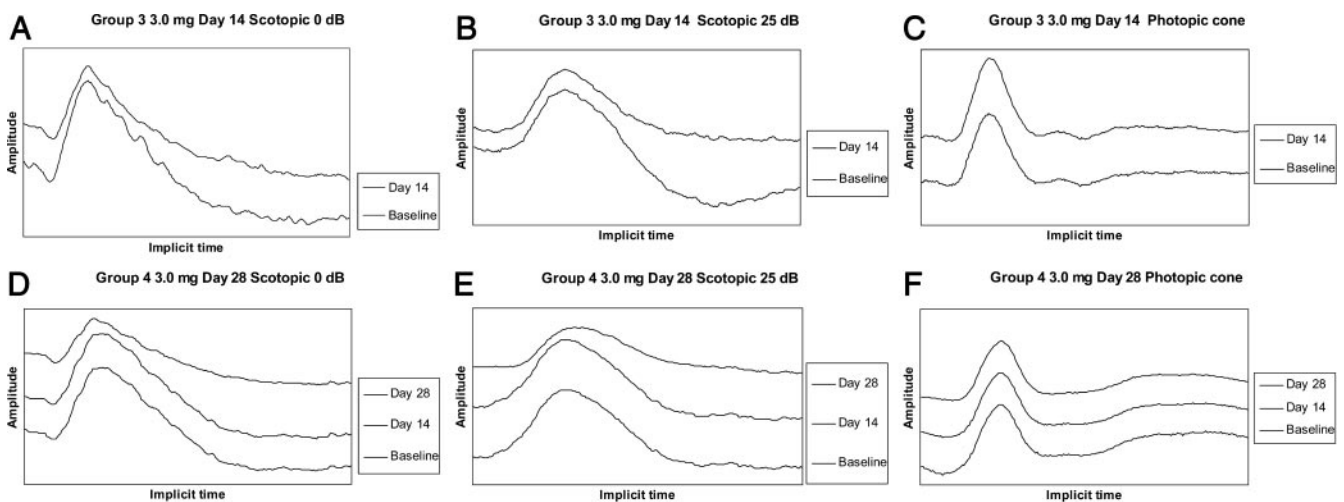 A
Group 3 3.0 mg Day 14 Scotopic 0 dB
Amplitude
Day 14
Baseline
Implicit time
B
Group 3 3.0 mg Day 14 Scotopic 25 dB
Amplitude
Day 14
Baseline
Implicit time
C
Group 3 3.0 mg Day 14 Photopic cone
Amplitude
Day 14
Baseline
Implicit time
D
Group 4 3.0 mg Day 28 Scotopic 0 dB
Amplitude
Day 28
Day 14
Baseline
Implicit time
E
Group 4 3.0 mg Day 28 Scotopic 25 dB
Amplitude
Day 28
Day 14
Baseline
Implicit time
F
Group 4 3.0 mg Day 28 Photopic cone
Amplitude
Day 28
Day 14
Baseline
Implicit time